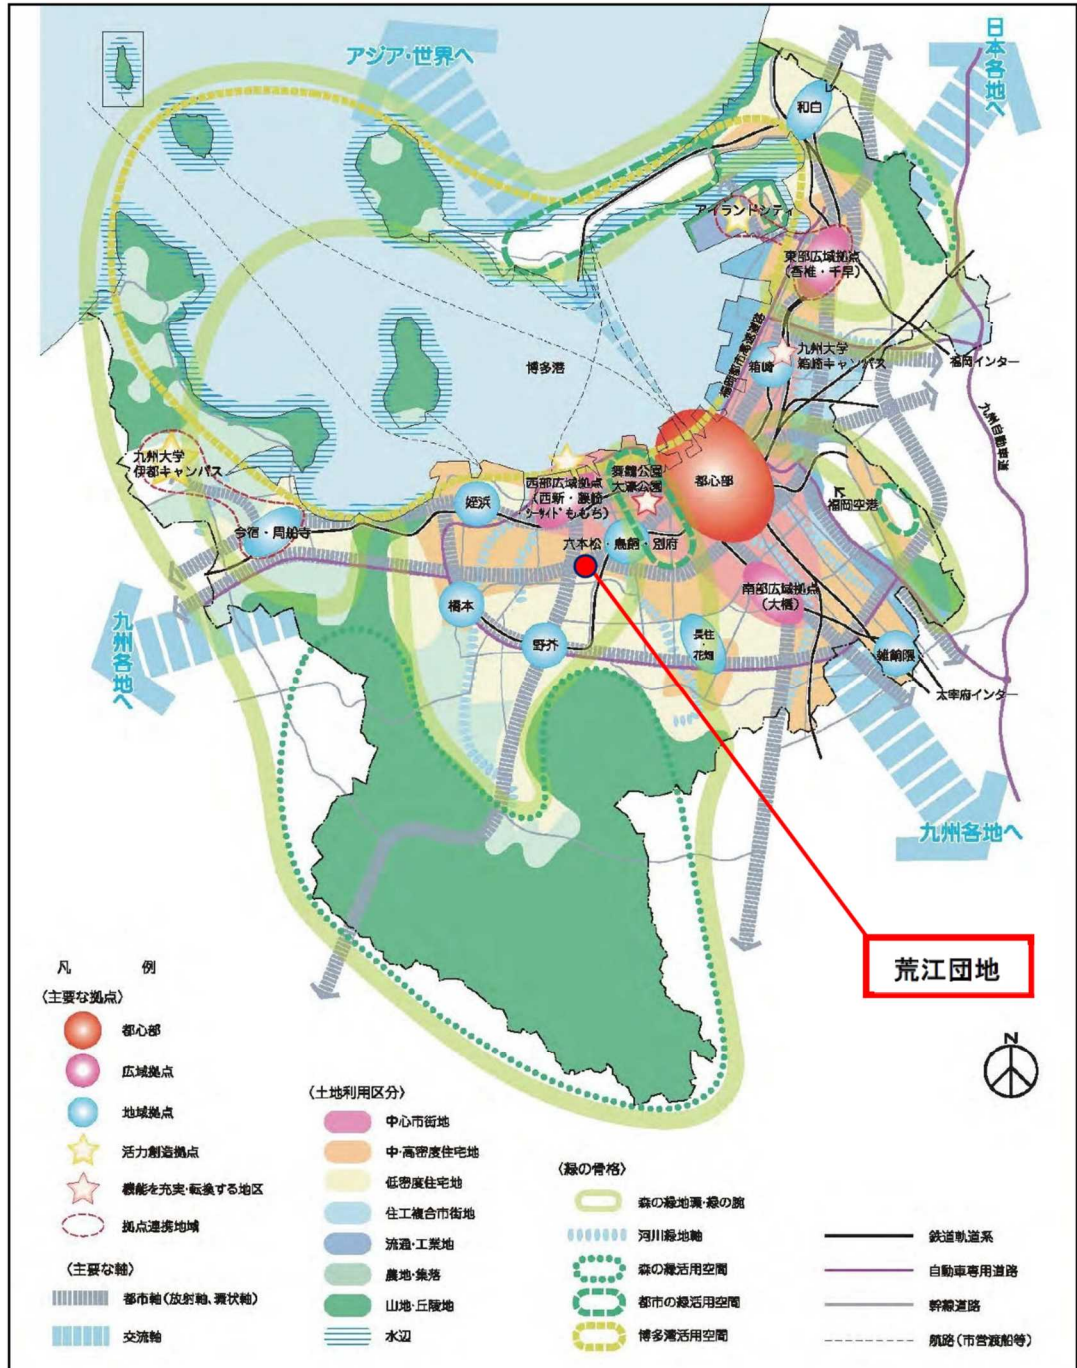 アジア・世界へ
日本各地へ
和白
アイランドシティ
東部広域拠点
(香椎・千早)
福岡都市高速道路
九州大学
箱崎キャンパス
箱崎
福岡インター
九州自動車道
博多港
九州大学
伊都キャンパス
今宿・周船寺
姪浜
西部広域拠点
(西新・藤崎
シーサイドももち)
舞鶴公園
大濠公園
都心部
福岡空港
六本松・鳥飼・別府
南部広域拠点
(大橋)
橋本
野芥
長住・花畑
雑餉隈
太宰府インター
九州各地へ
九州各地へ
荒江団地
N
凡 例
〈主要な拠点〉
都心部
広域拠点
地域拠点
活力創造拠点
機能を充実・転換する地区
拠点連携地域
〈主要な軸〉
都市軸(放射軸、環状軸)
交流軸
〈土地利用区分〉
中心市街地
中・高密度住宅地
低密度住宅地
住工複合市街地
流通・工業地
農地・集落
山地・丘陵地
水辺
〈緑の骨格〉
森の緑地環・緑の腕
河川緑地軸
森の緑活用空間
都市の緑活用空間
博多湾活用空間
鉄道軌道系
自動車専用道路
幹線道路
航路(市営渡船等)